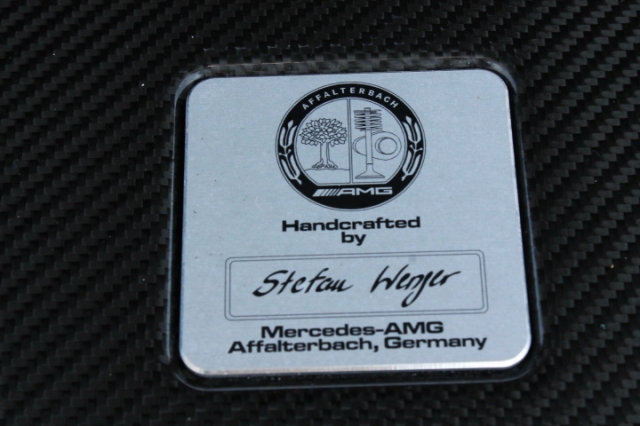 AFFALTERBACH
AMG
Handcrafted
by
Stefan Wenger
Mercedes-AMG
Affalterbach, Germany